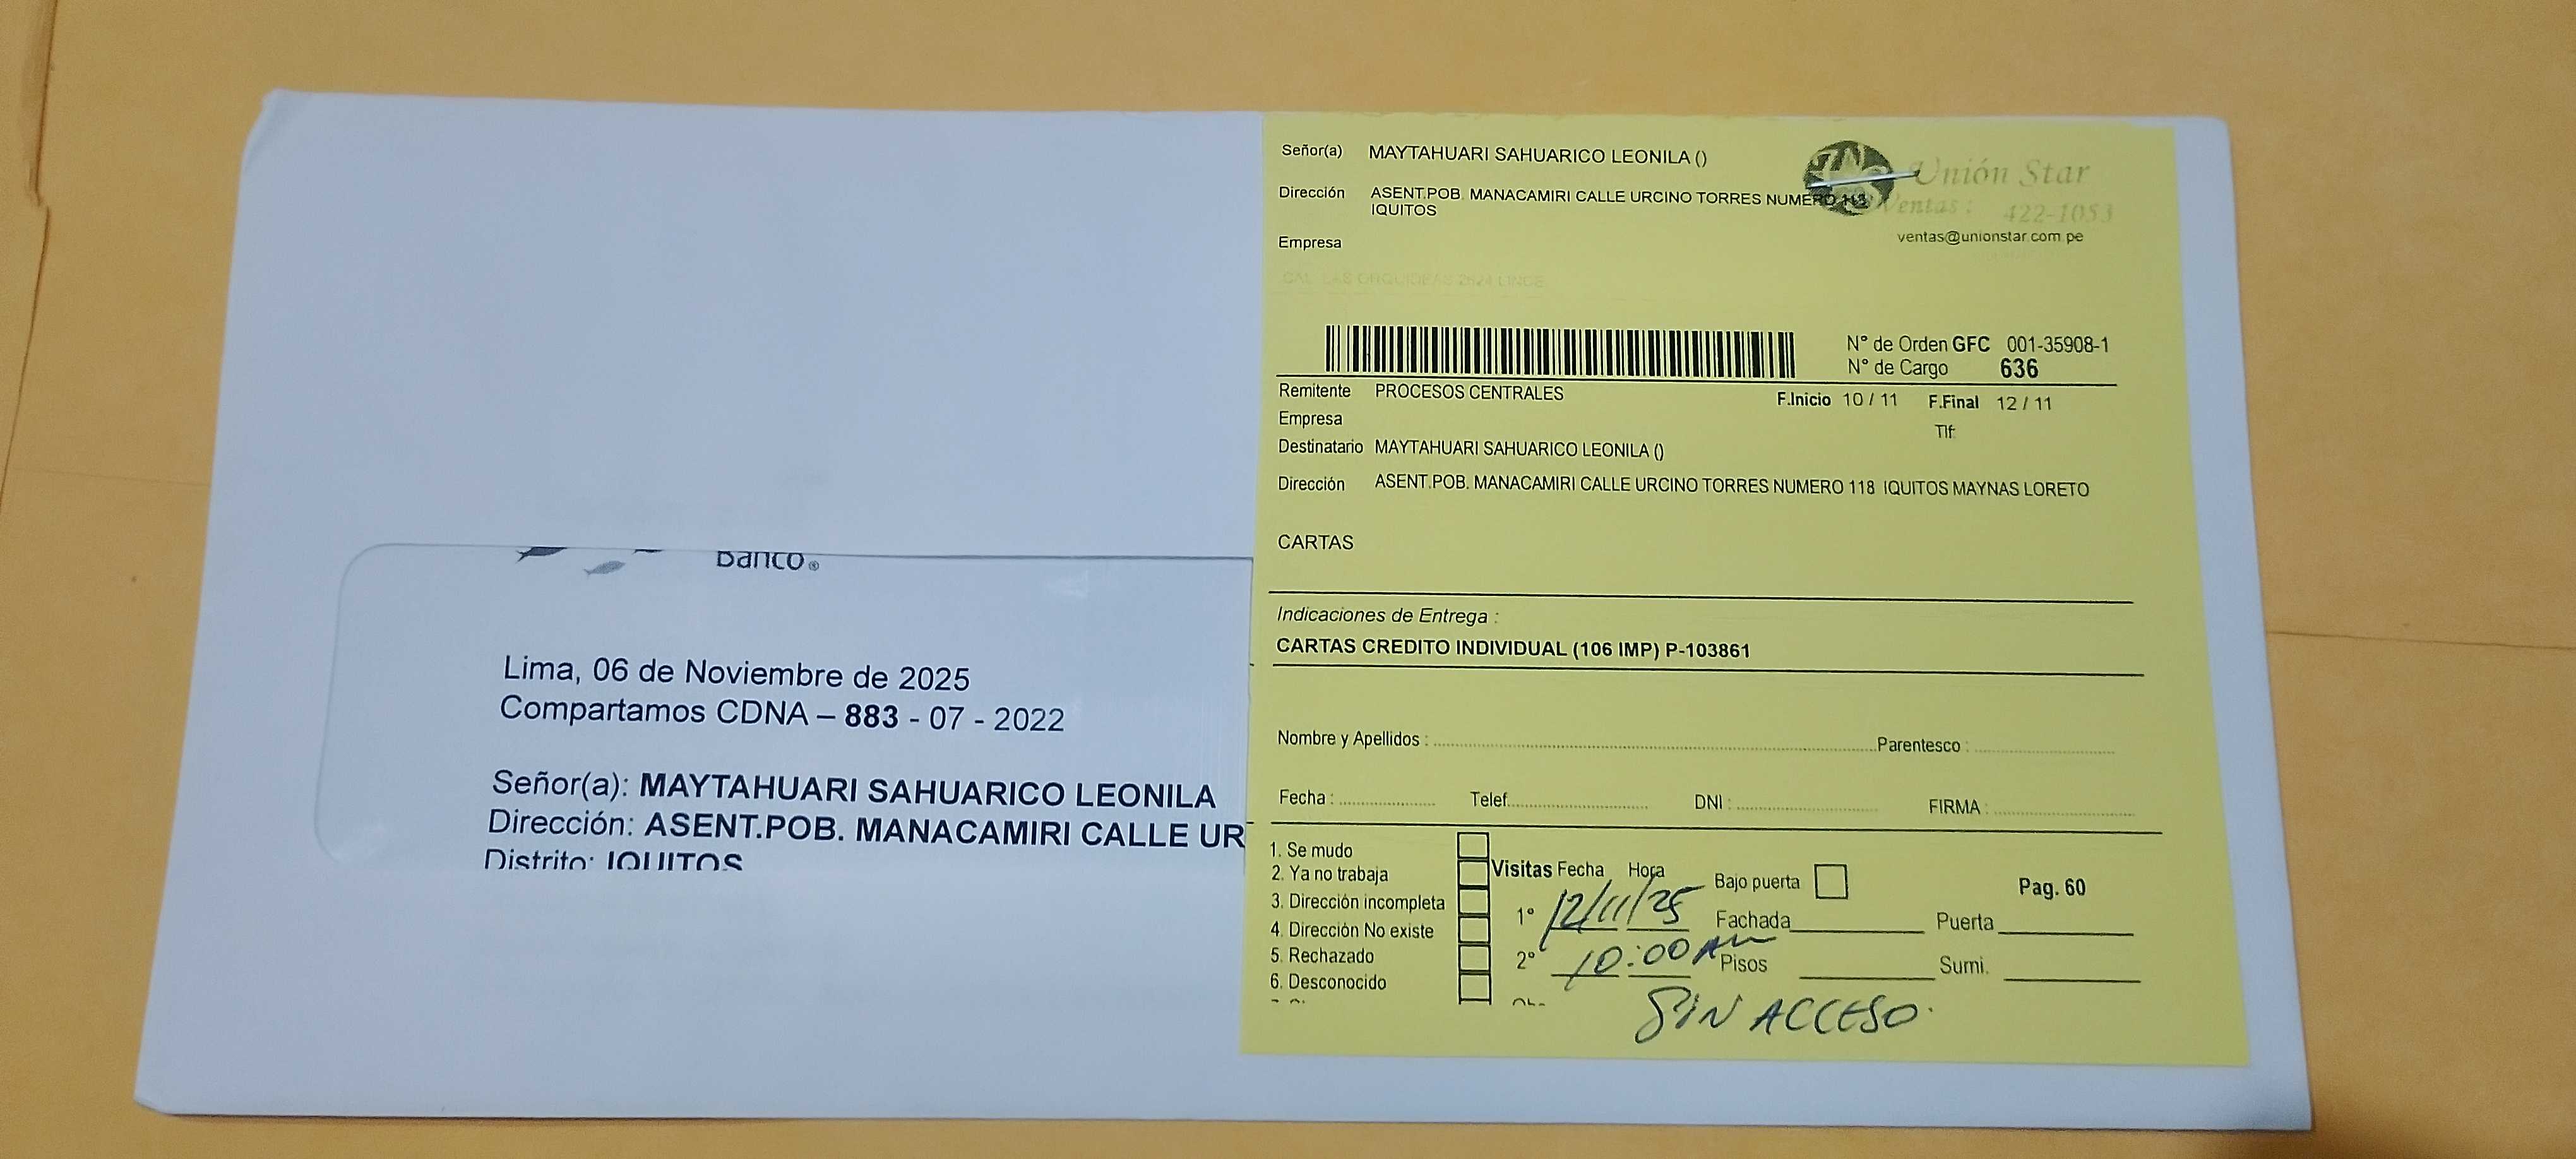 Banco®
Lima, 06 de Noviembre de 2025
Compartamos CDNA – 883 - 07 - 2022
Señor(a): MAYTAHUARI SAHUARICO LEONILA
Dirección: ASENT.POB. MANACAMIRI CALLE UR
Distrito: IQUITOS
Señor(a) MAYTAHUARI SAHUARICO LEONILA ()
Dirección ASENT.POB. MANACAMIRI CALLE URCINO TORRES NUMERO 118
IQUITOS
Unión Star
Ventas : 422-1053
ventas@unionstar.com.pe
Empresa
CAL. LAS ORQUIDEAS 2624 LINCE
N° de Orden GFC 001-35908-1
N° de Cargo 636
Remitente PROCESOS CENTRALES F.Inicio 10 / 11 F.Final 12 / 11
Empresa Tlf:
Destinatario MAYTAHUARI SAHUARICO LEONILA ()
Dirección ASENT.POB. MANACAMIRI CALLE URCINO TORRES NUMERO 118 IQUITOS MAYNAS LORETO
CARTAS
Indicaciones de Entrega :
CARTAS CREDITO INDIVIDUAL (106 IMP) P-103861
Nombre y Apellidos : Parentesco :
Fecha : Telef. DNI : FIRMA :
1. Se mudo
2. Ya no trabaja
3. Dirección incompleta
4. Dirección No existe
5. Rechazado
6. Desconocido
Visitas Fecha Hora Bajo puerta Pag. 60
1° 12/11/25 Fachada Puerta
2° 10:00 AM Pisos Sumi.
SIN ACCESO.